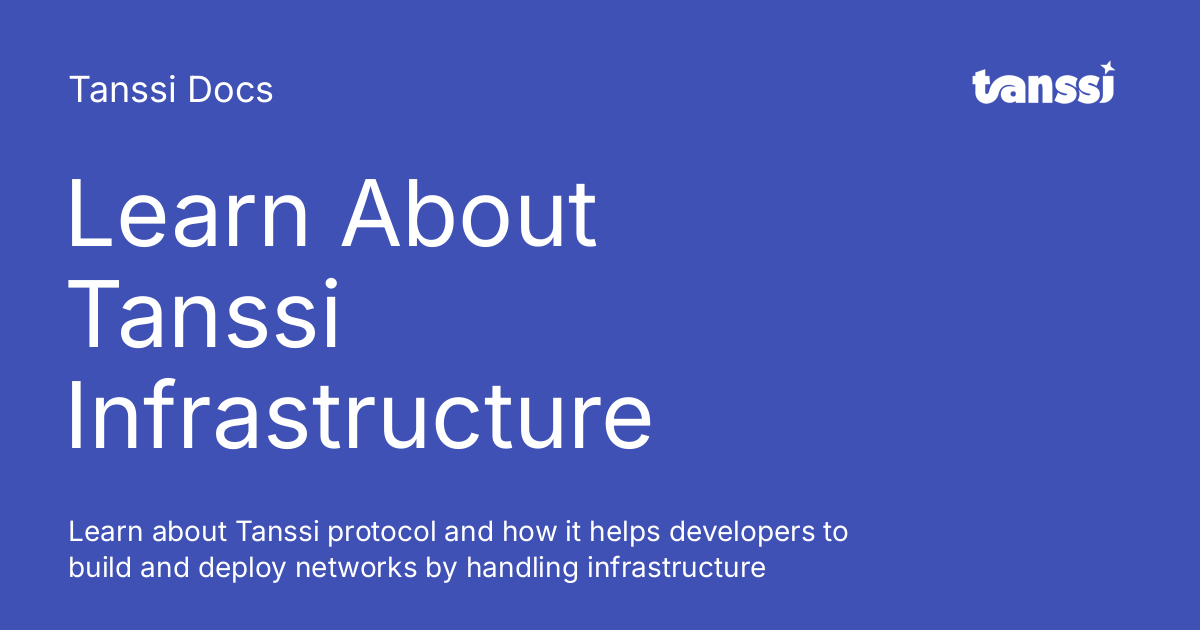 Tanssi Docs
tanssi
Learn About
Tanssi
Infrastructure
Learn about Tanssi protocol and how it helps developers to
build and deploy networks by handling infrastructure